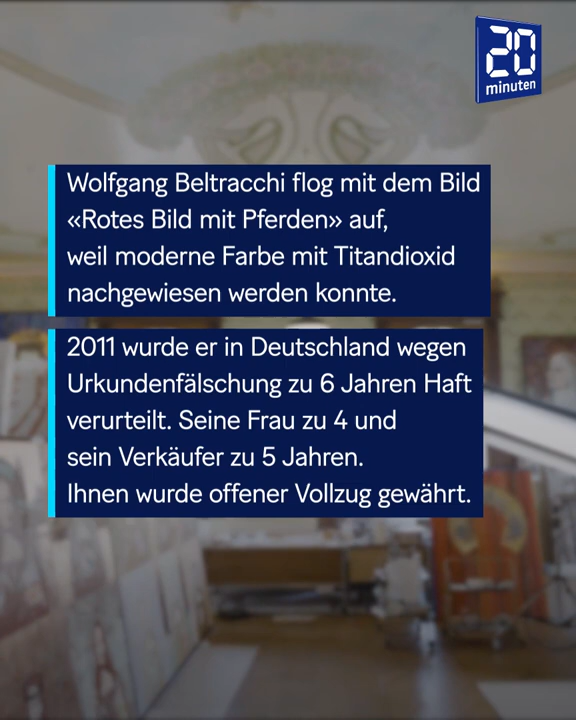 20
minuten
Wolfgang Beltracchi flog mit dem Bild
«Rotes Bild mit Pferden» auf,
weil moderne Farbe mit Titandioxid
nachgewiesen werden konnte.
2011 wurde er in Deutschland wegen
Urkundenfälschung zu 6 Jahren Haft
verurteilt. Seine Frau zu 4 und
sein Verkäufer zu 5 Jahren.
Ihnen wurde offener Vollzug gewährt.